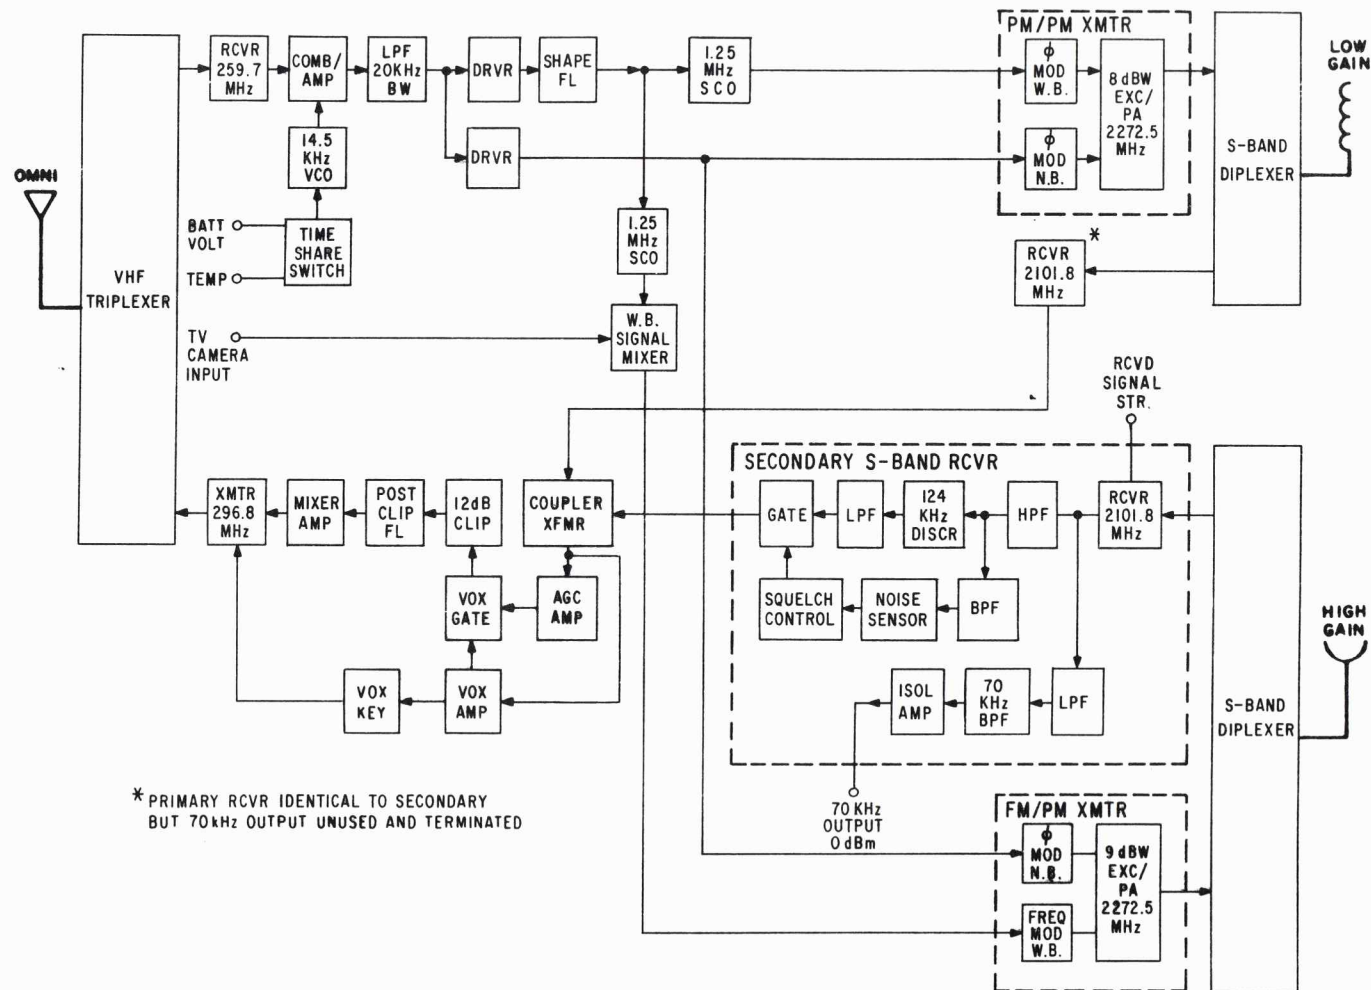 PM/PM XMTR
RCVR
259.7
MHz
COMB/
AMP
LPF
20KHz
BW
DRVR
SHAPE
FL
1.25
MHz
SCO
ϕ
MOD
W.B.
8 dBW
EXC/
PA
2272.5
MHz
LOW
GAIN
S-BAND
DIPLEXER
14.5
KHz
VCO
DRVR
ϕ
MOD
N.B.
OMNI
BATT
VOLT
TIME
SHARE
SWITCH
TEMP
1.25
MHz
SCO
*
RCVR
2101.8
MHz
VHF
TRIPLEXER
TV
CAMERA
INPUT
W.B.
SIGNAL
MIXER
RCVD
SIGNAL
STR.
SECONDARY S-BAND RCVR
XMTR
296.8
MHz
MIXER
AMP
POST
CLIP
FL
12dB
CLIP
COUPLER
XFMR
GATE
LPF
124
KHz
DISCR
HPF
RCVR
2101.8
MHz
VOX
GATE
AGC
AMP
SQUELCH
CONTROL
NOISE
SENSOR
BPF
HIGH
GAIN
VOX
KEY
VOX
AMP
ISOL
AMP
70
KHz
BPF
LPF
S-BAND
DIPLEXER
* PRIMARY RCVR IDENTICAL TO SECONDARY
BUT 70kHz OUTPUT UNUSED AND TERMINATED
70 KHz
OUTPUT
0 dBm
FM/PM XMTR
ϕ
MOD
N.B.
9 dBW
EXC/
PA
2272.5
MHz
FREQ
MOD
W.B.